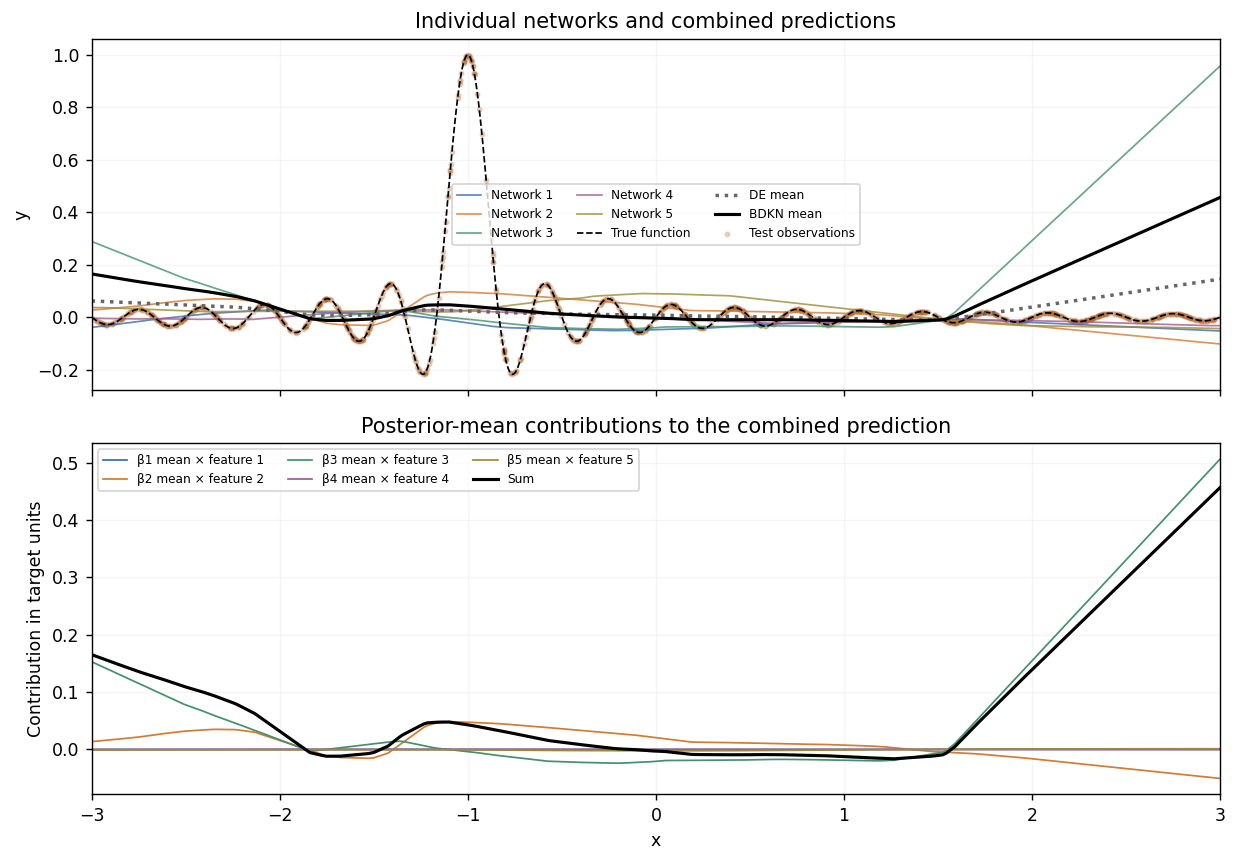 Individual networks and combined predictions
1.0
0.8
0.6
0.4
0.2
0.0
−0.2
y
Network 1 Network 4 DE mean
Network 2 Network 5 BDKN mean
Network 3 True function Test observations
Posterior-mean contributions to the combined prediction
0.5
0.4
0.3
0.2
0.1
0.0
Contribution in target units
β1 mean × feature 1 β3 mean × feature 3 β5 mean × feature 5
β2 mean × feature 2 β4 mean × feature 4 Sum
−3 −2 −1 0 1 2 3
x